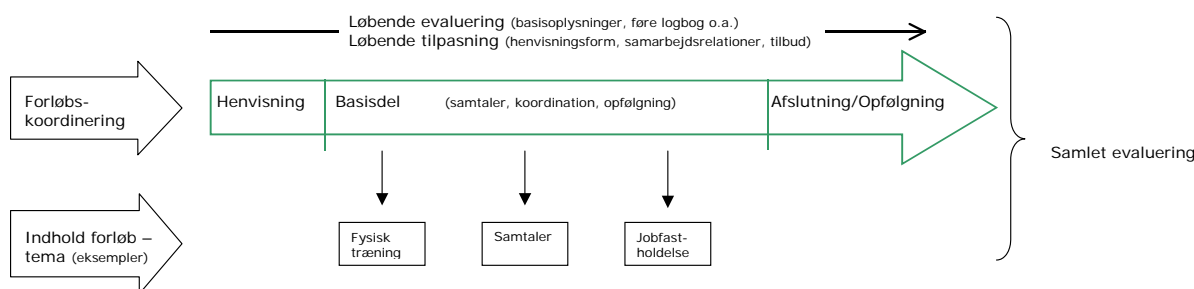 Løbende evaluering (basisoplysninger, føre logbog o.a.)
Løbende tilpasning (henvisningsform, samarbejdsrelationer, tilbud)
Forløbs-
koordinering
Henvisning
Basisdel (samtaler, koordination, opfølgning)
Afslutning/Opfølgning
Samlet evaluering
Indhold forløb –
tema (eksempler)
Fysisk
træning
Samtaler
Jobfast-
holdelse